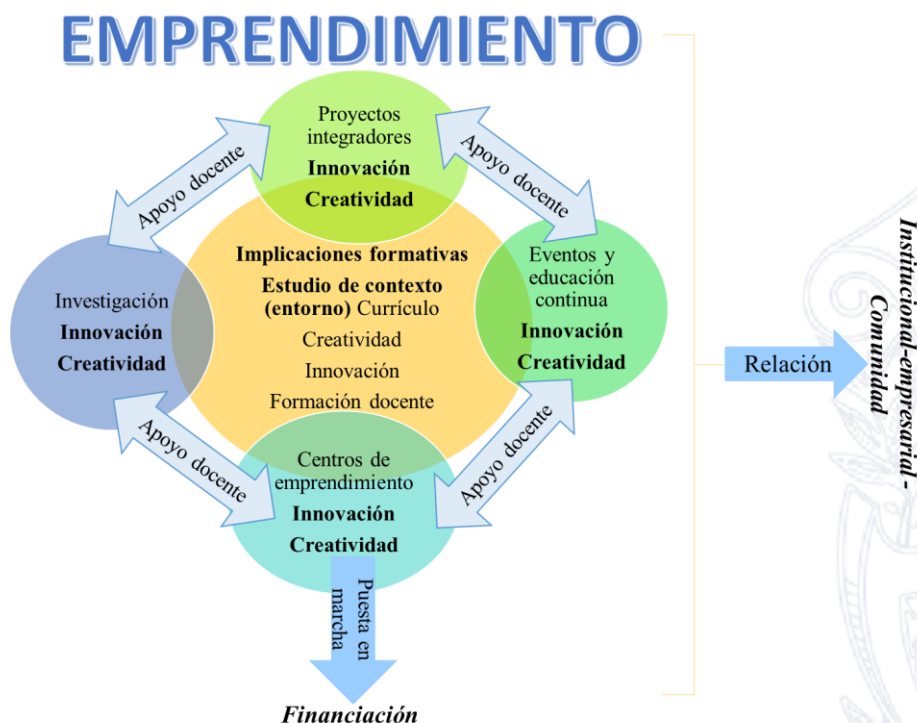 EMPRENDIMIENTO
Proyectos
integradores
Innovación
Creatividad
Apoyo docente
Apoyo docente
Implicaciones formativas
Estudio de contexto
(entorno) Currículo
Creatividad
Innovación
Formación docente
Investigación
Innovación
Creatividad
Eventos y
educación
continua
Innovación
Creatividad
Relación
Institucional-empresarial -
Comunidad
Apoyo docente
Apoyo docente
Centros de
emprendimiento
Innovación
Creatividad
Puesta en
marcha
Financiación